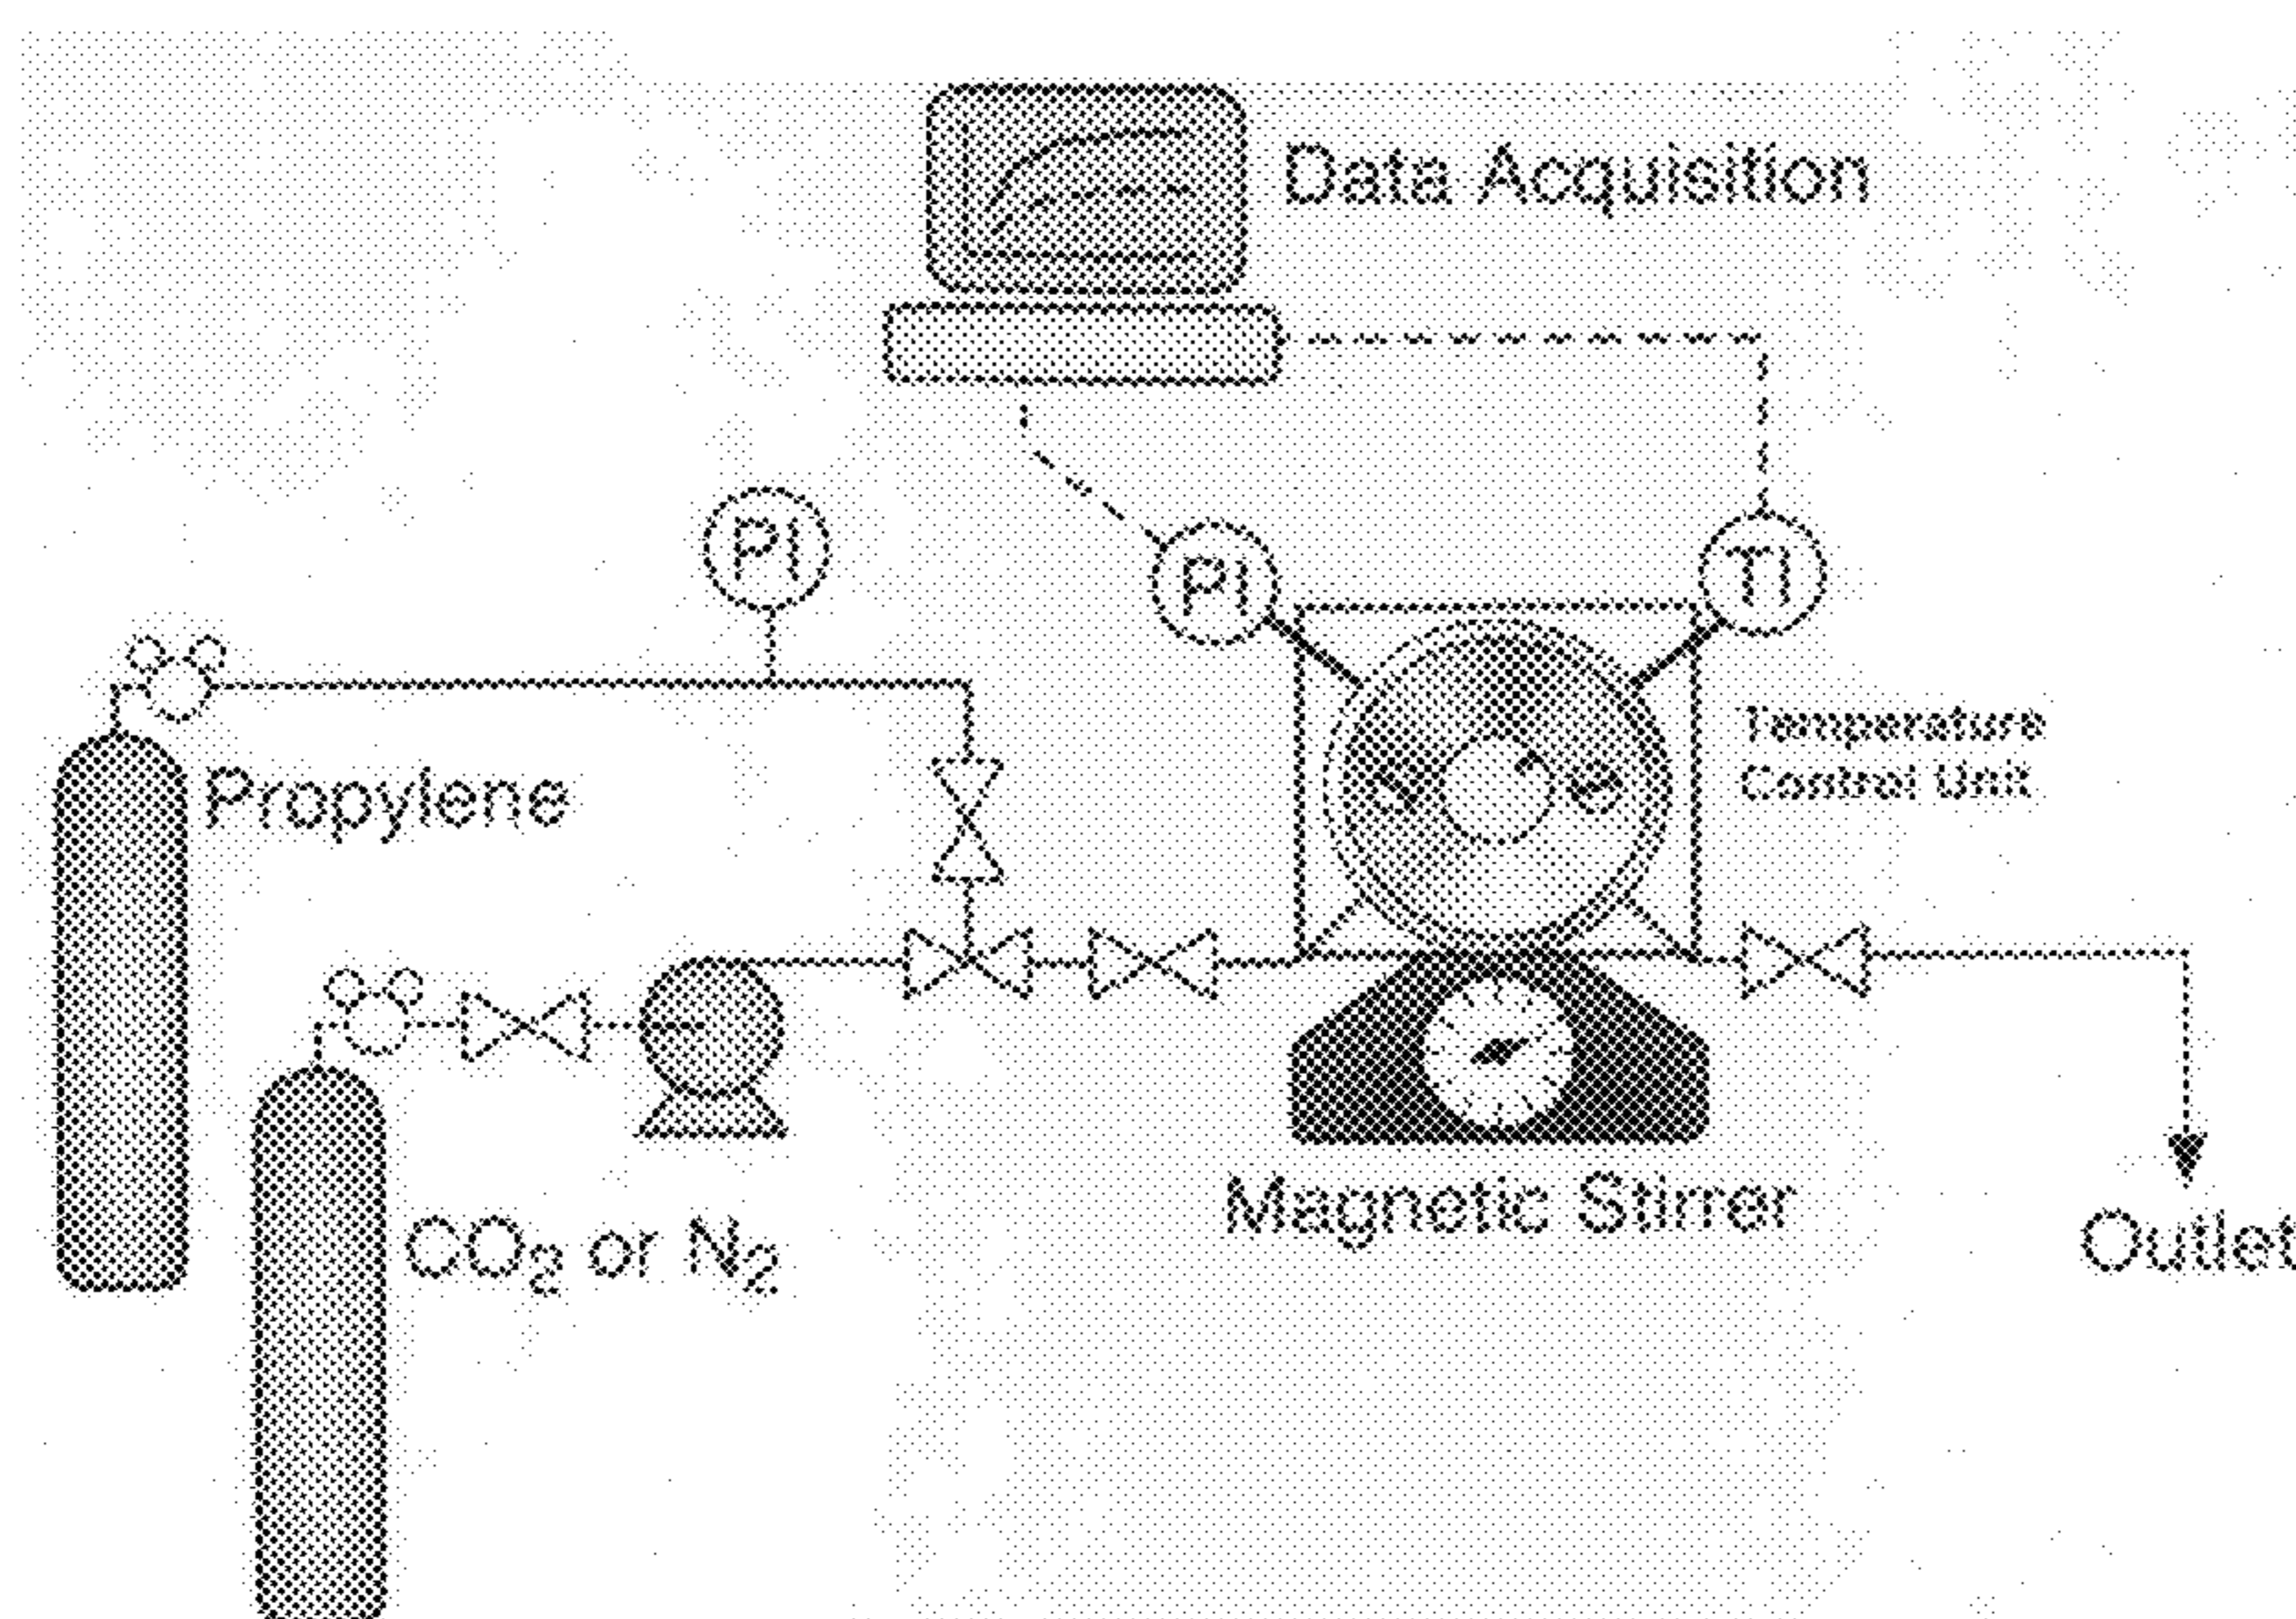 Data Acquisition
PI
PI
TI
Temperature
Control Unit
Propylene
CO₂ or N₂
Magnetic Stirrer
Outlet